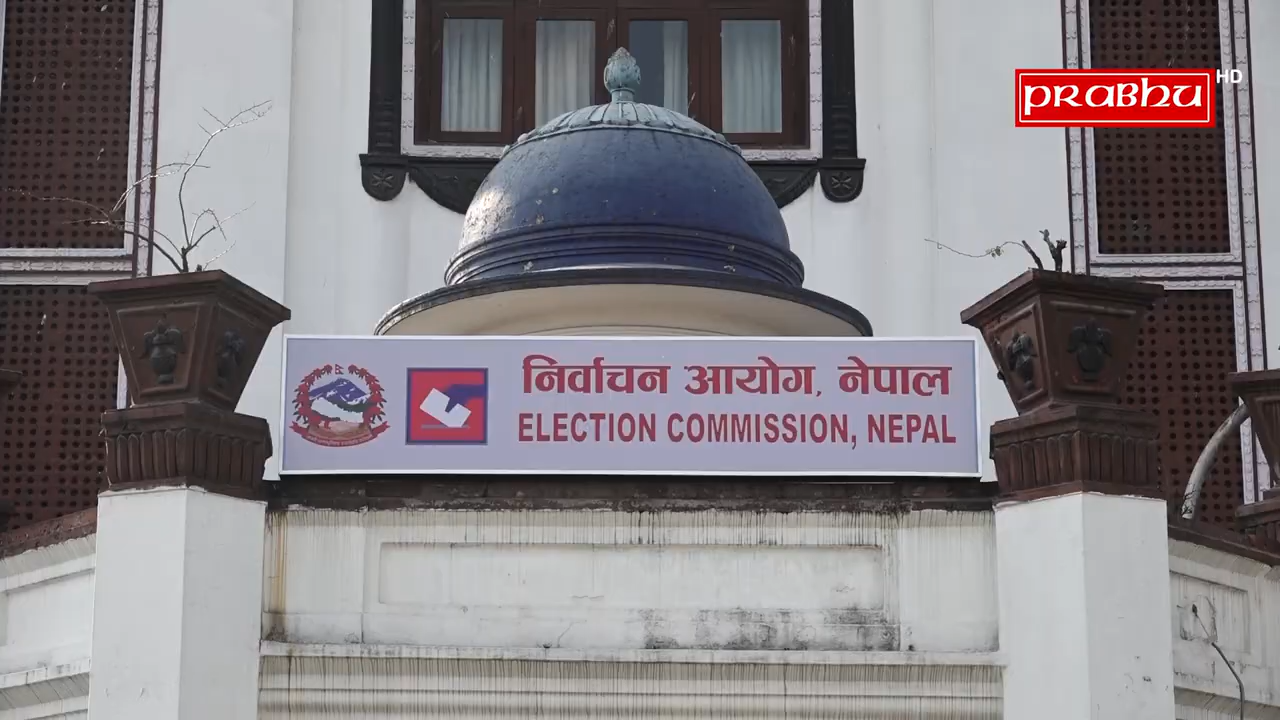 PRABHU HD
निर्वाचन आयोग, नेपाल
ELECTION COMMISSION, NEPAL